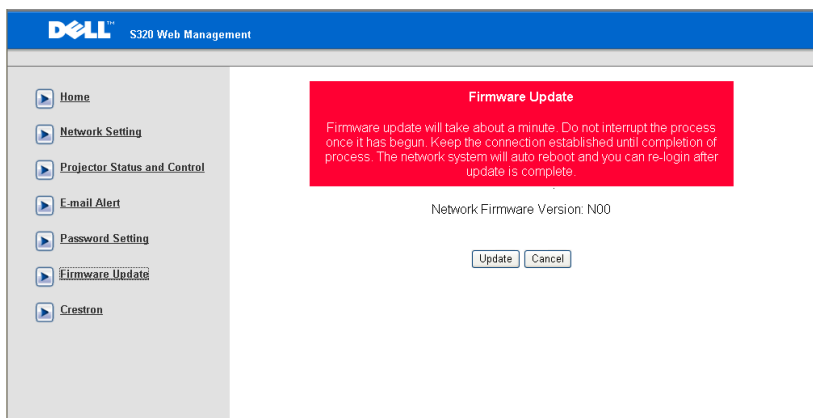 DELL™ S320 Web Management
Home
Network Setting
Projector Status and Control
E-mail Alert
Password Setting
Firmware Update
Crestron
Firmware Update
Firmware update will take about a minute. Do not interrupt the process
once it has begun. Keep the connection established until completion of
process. The network system will auto reboot and you can re-login after
update is complete.
Network Firmware Version: N00
Update Cancel